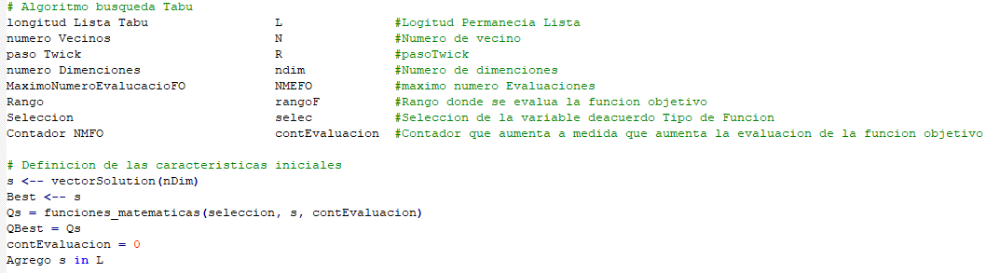 # Algoritmo busqueda Tabu
longitud Lista Tabu L #Logitud Permanecia Lista
numero Vecinos N #Numero de vecino
paso Twick R #pasoTwick
numero Dimenciones ndim #Numero de dimenciones
MaximoNumeroEvalucacioFO NMEFO #maximo numero Evaluaciones
Rango rangoF #Rango donde se evalua la funcion objetivo
Seleccion selec #Seleccion de la variable deacuerdo Tipo de Funcion
Contador NMFO contEvaluacion #Contador que aumenta a medida que aumenta la evaluacion de la funcion objetivo
# Definicion de las caracteristicas iniciales
s <-- vectorSolution(nDim)
Best <-- s
Qs = funciones_matematicas(seleccion, s, contEvaluacion)
QBest = Qs
contEvaluacion = 0
Agrego s in L